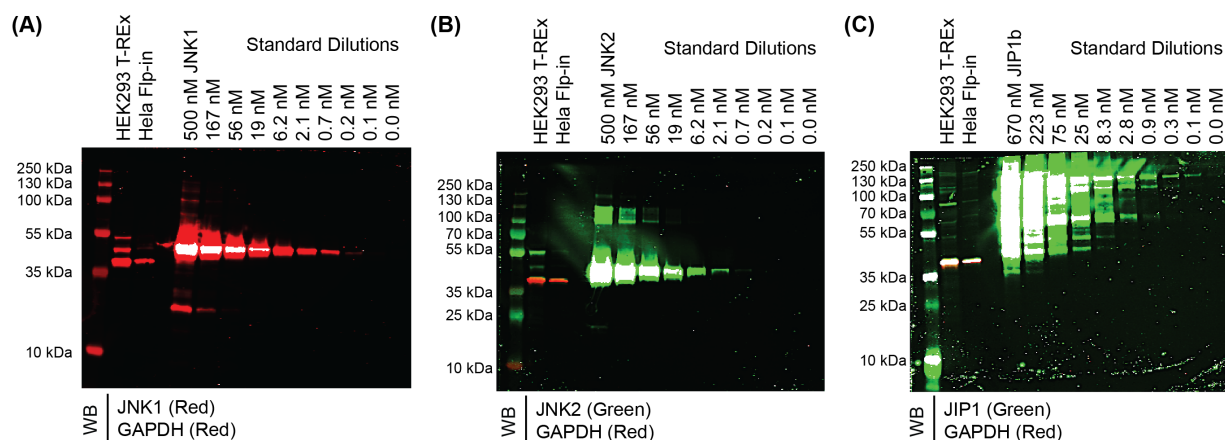 (A)
HEK293 T-REx
Hela Flp-in
500 nM JNK1
167 nM
56 nM
19 nM
6.2 nM
2.1 nM
0.7 nM
0.2 nM
0.1 nM
0.0 nM
Standard Dilutions
250 kDa
130 kDa
100 kDa
55 kDa
35 kDa
10 kDa
WB
JNK1 (Red)
GAPDH (Red)
(B)
HEK293 T-REx
Hela Flp-in
500 nM JNK2
167 nM
56 nM
19 nM
6.2 nM
2.1 nM
0.7 nM
0.2 nM
0.1 nM
0.0 nM
Standard Dilutions
250 kDa
130 kDa
100 kDa
70 kDa
55 kDa
35 kDa
25 kDa
10 kDa
WB
JNK2 (Green)
GAPDH (Red)
(C)
HEK293 T-REx
Hela Flp-in
670 nM JIP1b
223 nM
75 nM
25 nM
8.3 nM
2.8 nM
0.9 nM
0.3 nM
0.1 nM
0.0 nM
Standard Dilutions
250 kDa
130 kDa
100 kDa
70 kDa
55 kDa
35 kDa
25 kDa
10 kDa
WB
JIP1 (Green)
GAPDH (Red)